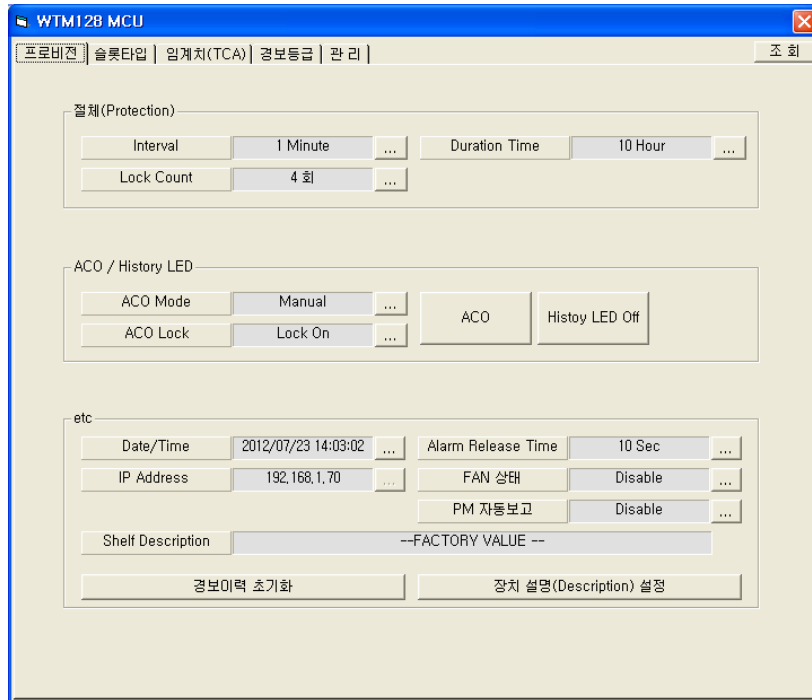 WTM128 MCU
프로비전 슬롯타입 임계치(TCA) 경보등급 관 리 조 회
절체(Protection)
Interval 1 Minute ... Duration Time 10 Hour ...
Lock Count 4 회 ...
ACO / History LED
ACO Mode Manual ... ACO Histoy LED Off
ACO Lock Lock On ...
etc
Date/Time 2012/07/23 14:03:02 ... Alarm Release Time 10 Sec ...
IP Address 192,168,1,70 ... FAN 상태 Disable ...
PM 자동보고 Disable ...
Shelf Description --FACTORY VALUE --
경보이력 초기화 장치 설명(Description) 설정